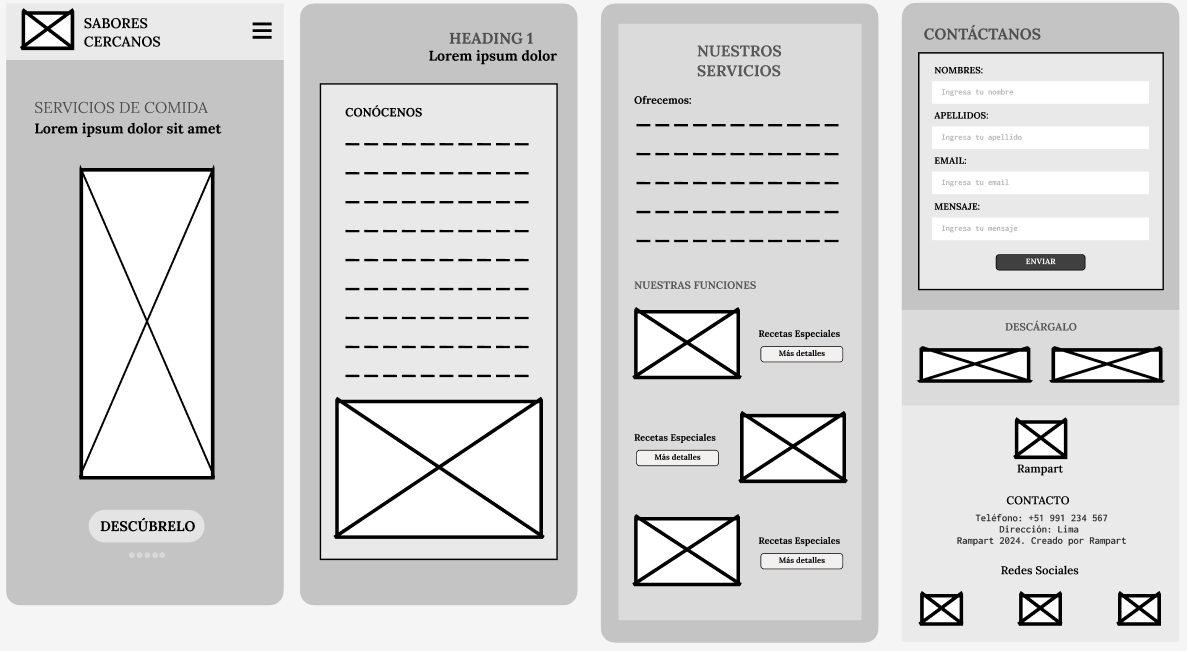 SABORES
CERCANOS
SERVICIOS DE COMIDA
Lorem ipsum dolor sit amet
DESCÚBRELO
HEADING 1
Lorem ipsum dolor
CONÓCENOS
NUESTROS
SERVICIOS
Ofrecemos:
NUESTRAS FUNCIONES
Recetas Especiales
Más detalles
Recetas Especiales
Más detalles
Recetas Especiales
Más detalles
CONTÁCTANOS
NOMBRES:
Ingresa tu nombre
APELLIDOS:
Ingresa tu apellido
EMAIL:
Ingresa tu email
MENSAJE:
Ingresa tu mensaje
ENVIAR
DESCÁRGALO
Rampart
CONTACTO
Teléfono: +51 991 234 567
Dirección: Lima
Rampart 2024. Creado por Rampart
Redes Sociales